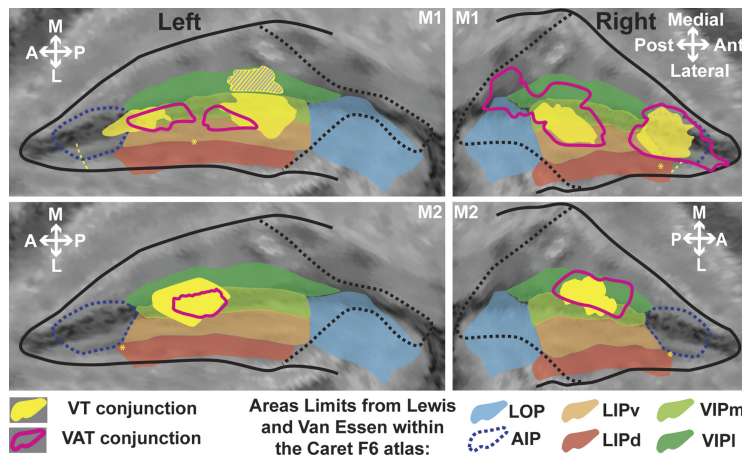 Left
M1
M
A P
L
M1
Right
Medial
Post Ant
Lateral
M2
M
A P
L
M2
M
P A
L
*
*
*
*
VT conjunction
VAT conjunction
Areas Limits from Lewis
and Van Essen within
the Caret F6 atlas:
LOP
AIP
LIPv
LIPd
VIPm
VIPl